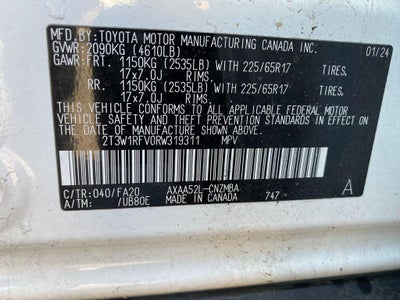 MFD.BY:TOYOTA MOTOR MANUFACTURING CANADA INC. 01/24
GVWR:2090KG (4610LB)
GAWR:FRT. 1150KG (2535LB) WITH 225/65R17 TIRES.
17x7.0J RIMS.
RR. 1150KG (2535LB) WITH 225/65R17 TIRES.
17x7.0J RIMS.
THIS VEHICLE CONFORMS TO ALL APPLICABLE FEDERAL MOTOR
VEHICLE SAFETY AND THEFT PREVENTION STANDARDS IN EFFECT
ON THE DATE OF MANUFACTURE SHOWN ABOVE.
2T3W1RFV0RW319311 MPV
C/TR:040/FA20 AXAA52L-CNZMBA A
A/TM: /UB80E MADE IN CANADA 747